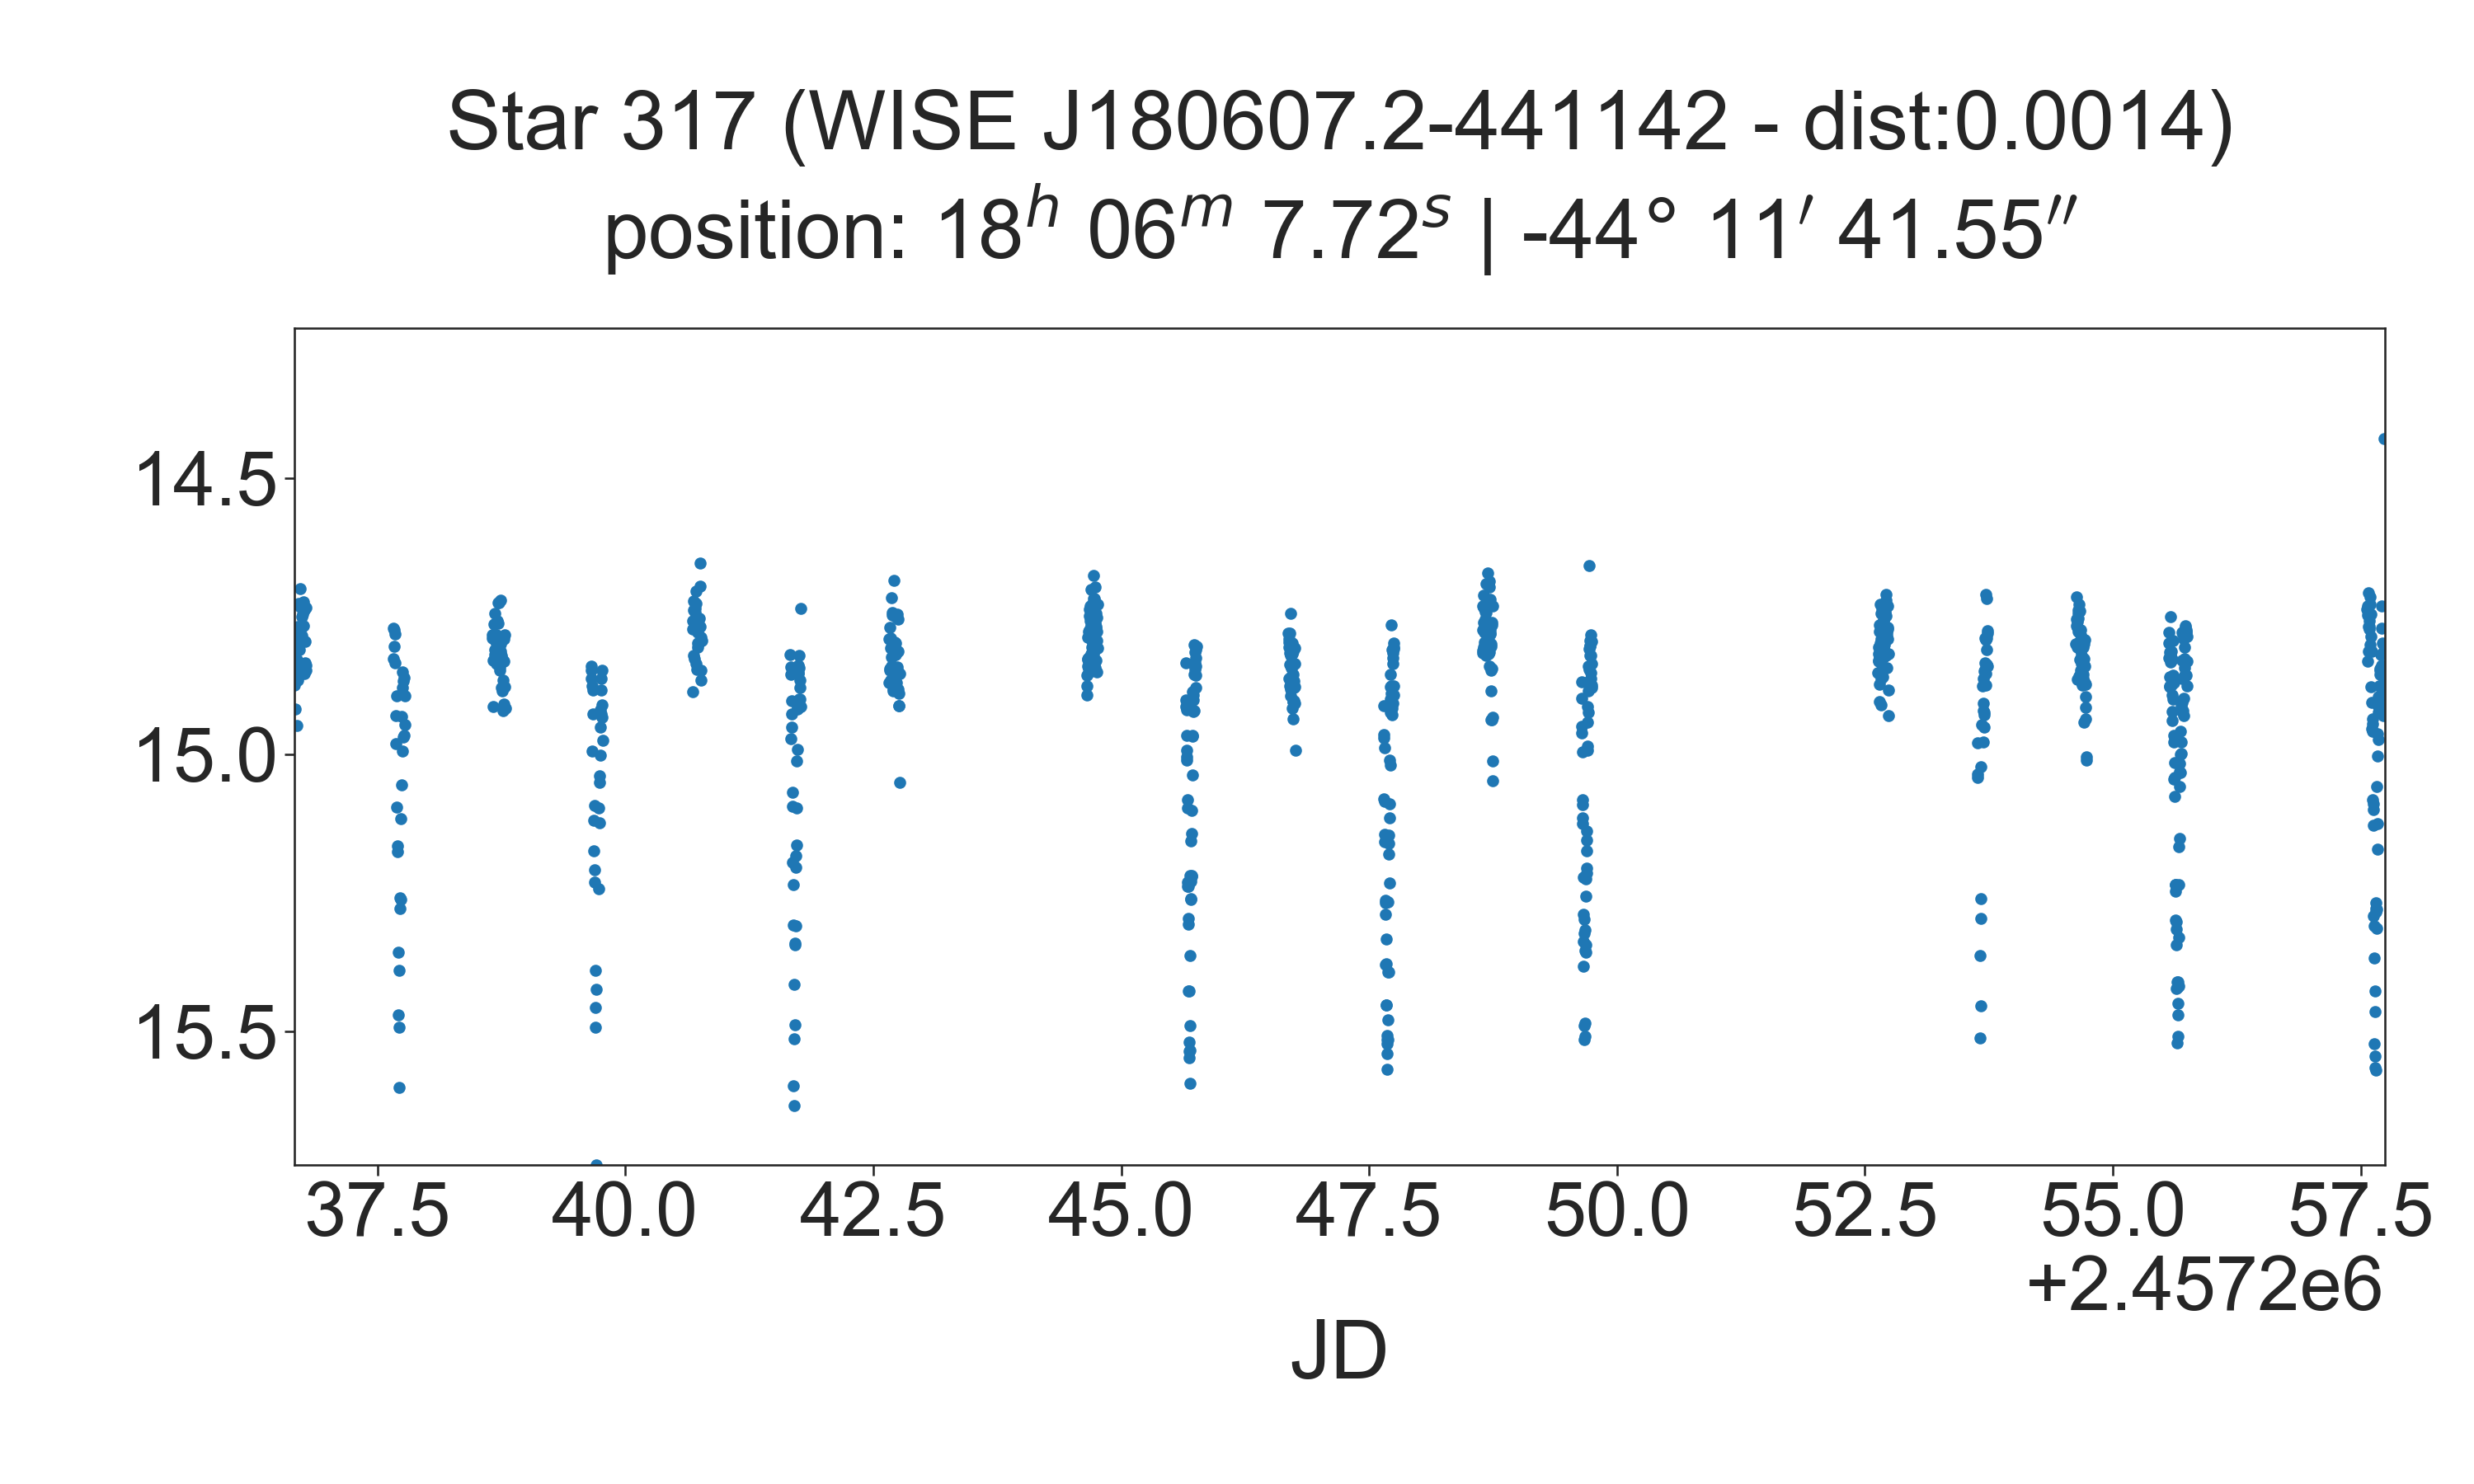 Star 317 (WISE J180607.2-441142 - dist:0.0014)
position: 18ʰ 06ᵐ 7.72ˢ | -44° 11′ 41.55″
14.5
15.0
15.5
37.5 40.0 42.5 45.0 47.5 50.0 52.5 55.0 57.5
+2.4572e6
JD